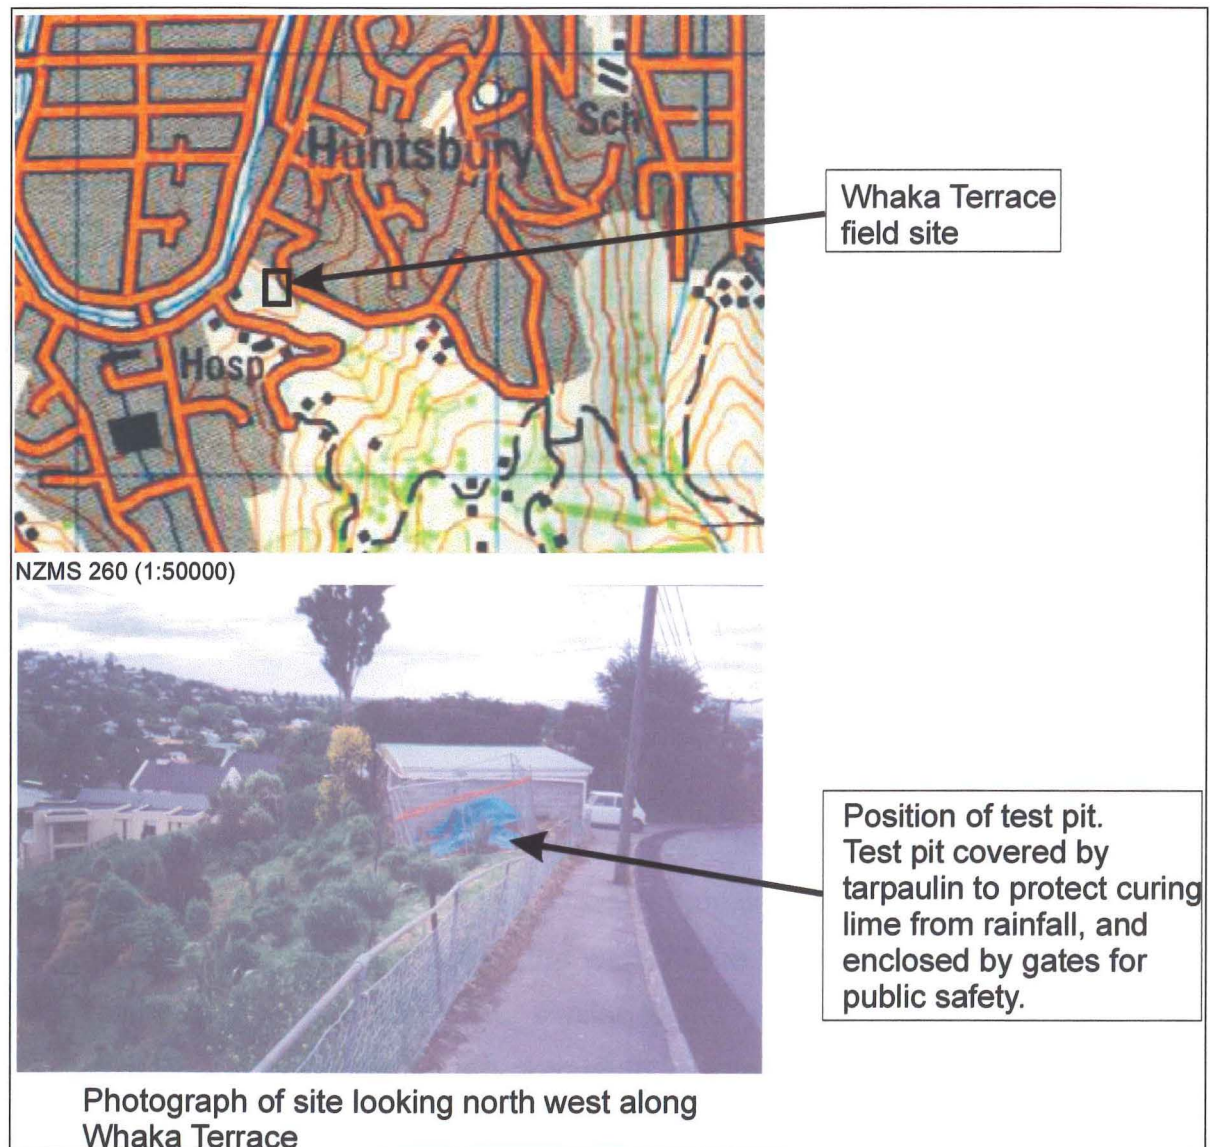 Huntsbury
Sch
Hosp
Whaka Terrace
field site
NZMS 260 (1:50000)
Position of test pit.
Test pit covered by
tarpaulin to protect curing
lime from rainfall, and
enclosed by gates for
public safety.
Photograph of site looking north west along
Whaka Terrace